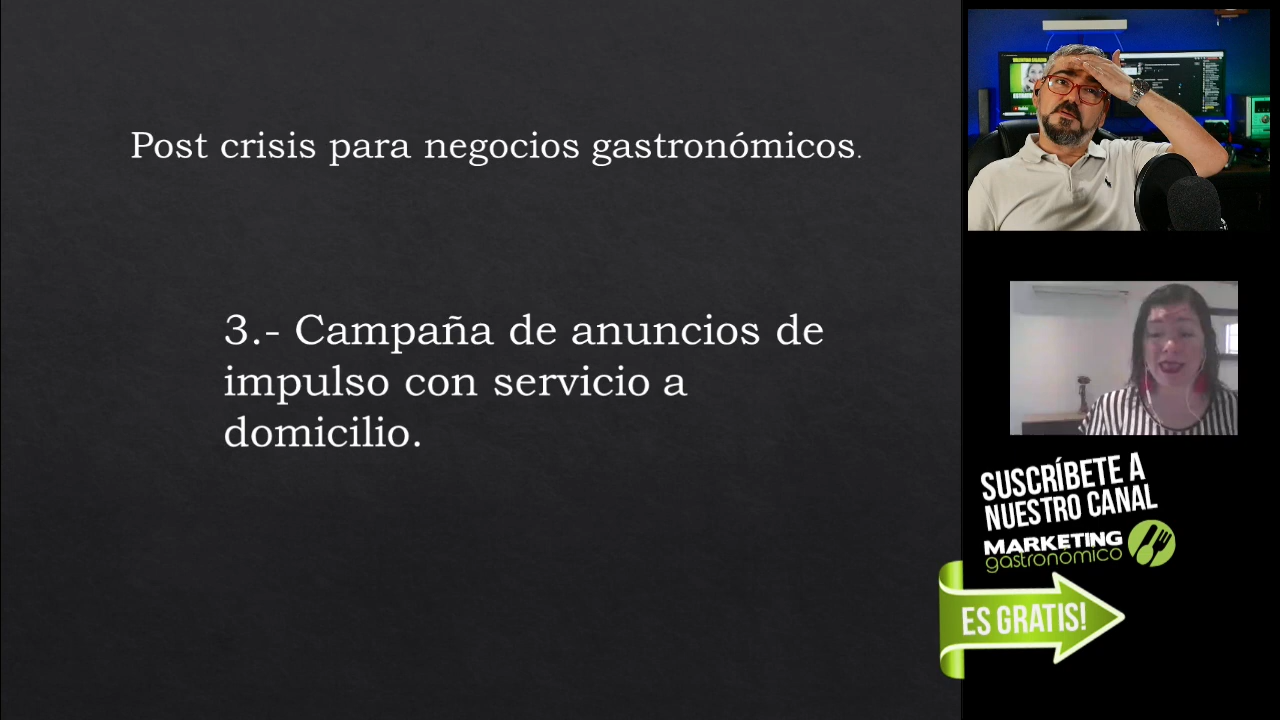 Post crisis para negocios gastronómicos.
3.- Campaña de anuncios de
impulso con servicio a
domicilio.
SUSCRÍBETE A
NUESTRO CANAL
MARKETING
gastronómico
ES GRATIS!